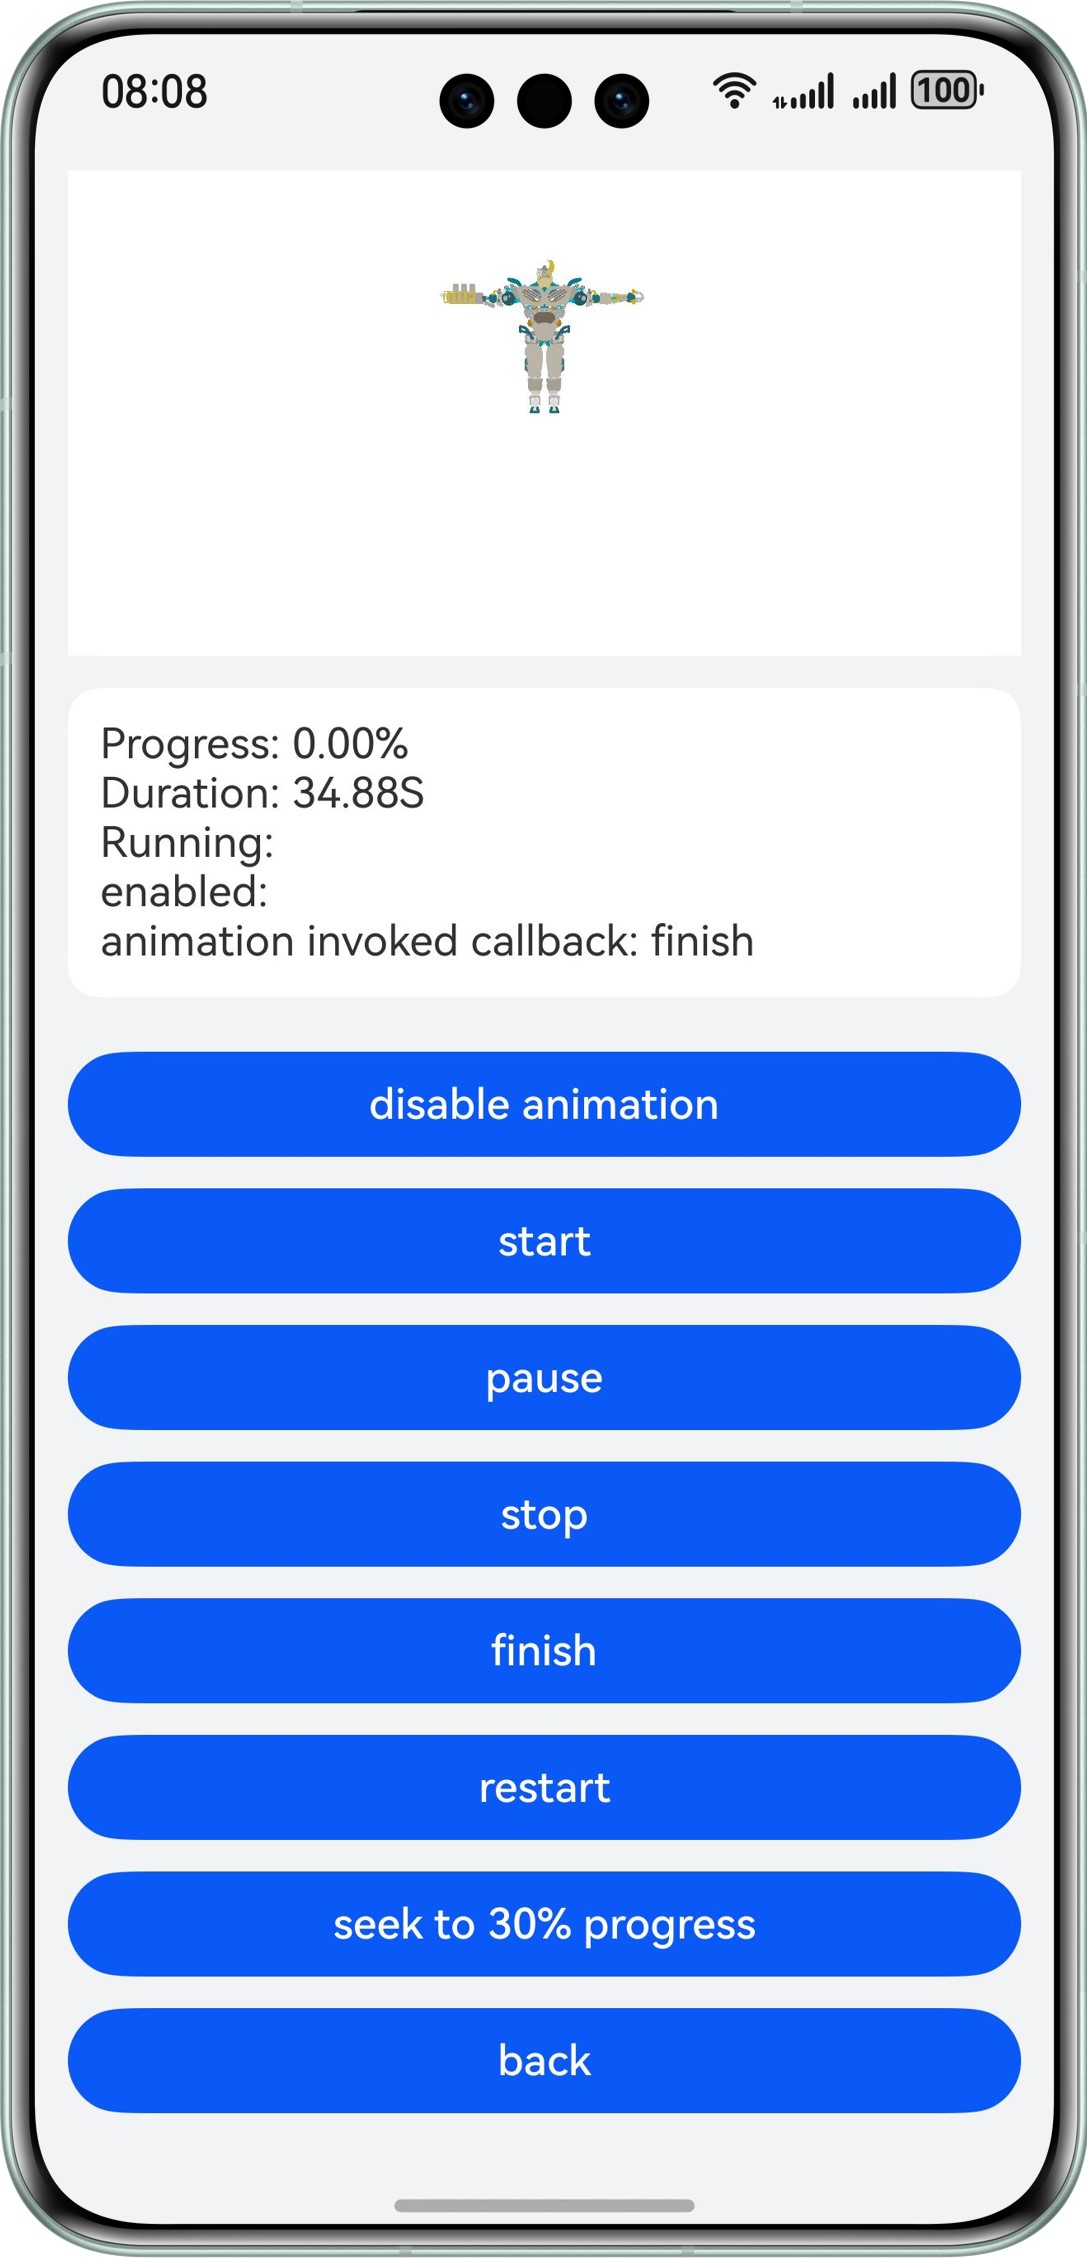 08:08
100
Progress: 0.00%
Duration: 34.88S
Running:
enabled:
animation invoked callback: finish
disable animation
start
pause
stop
finish
restart
seek to 30% progress
back